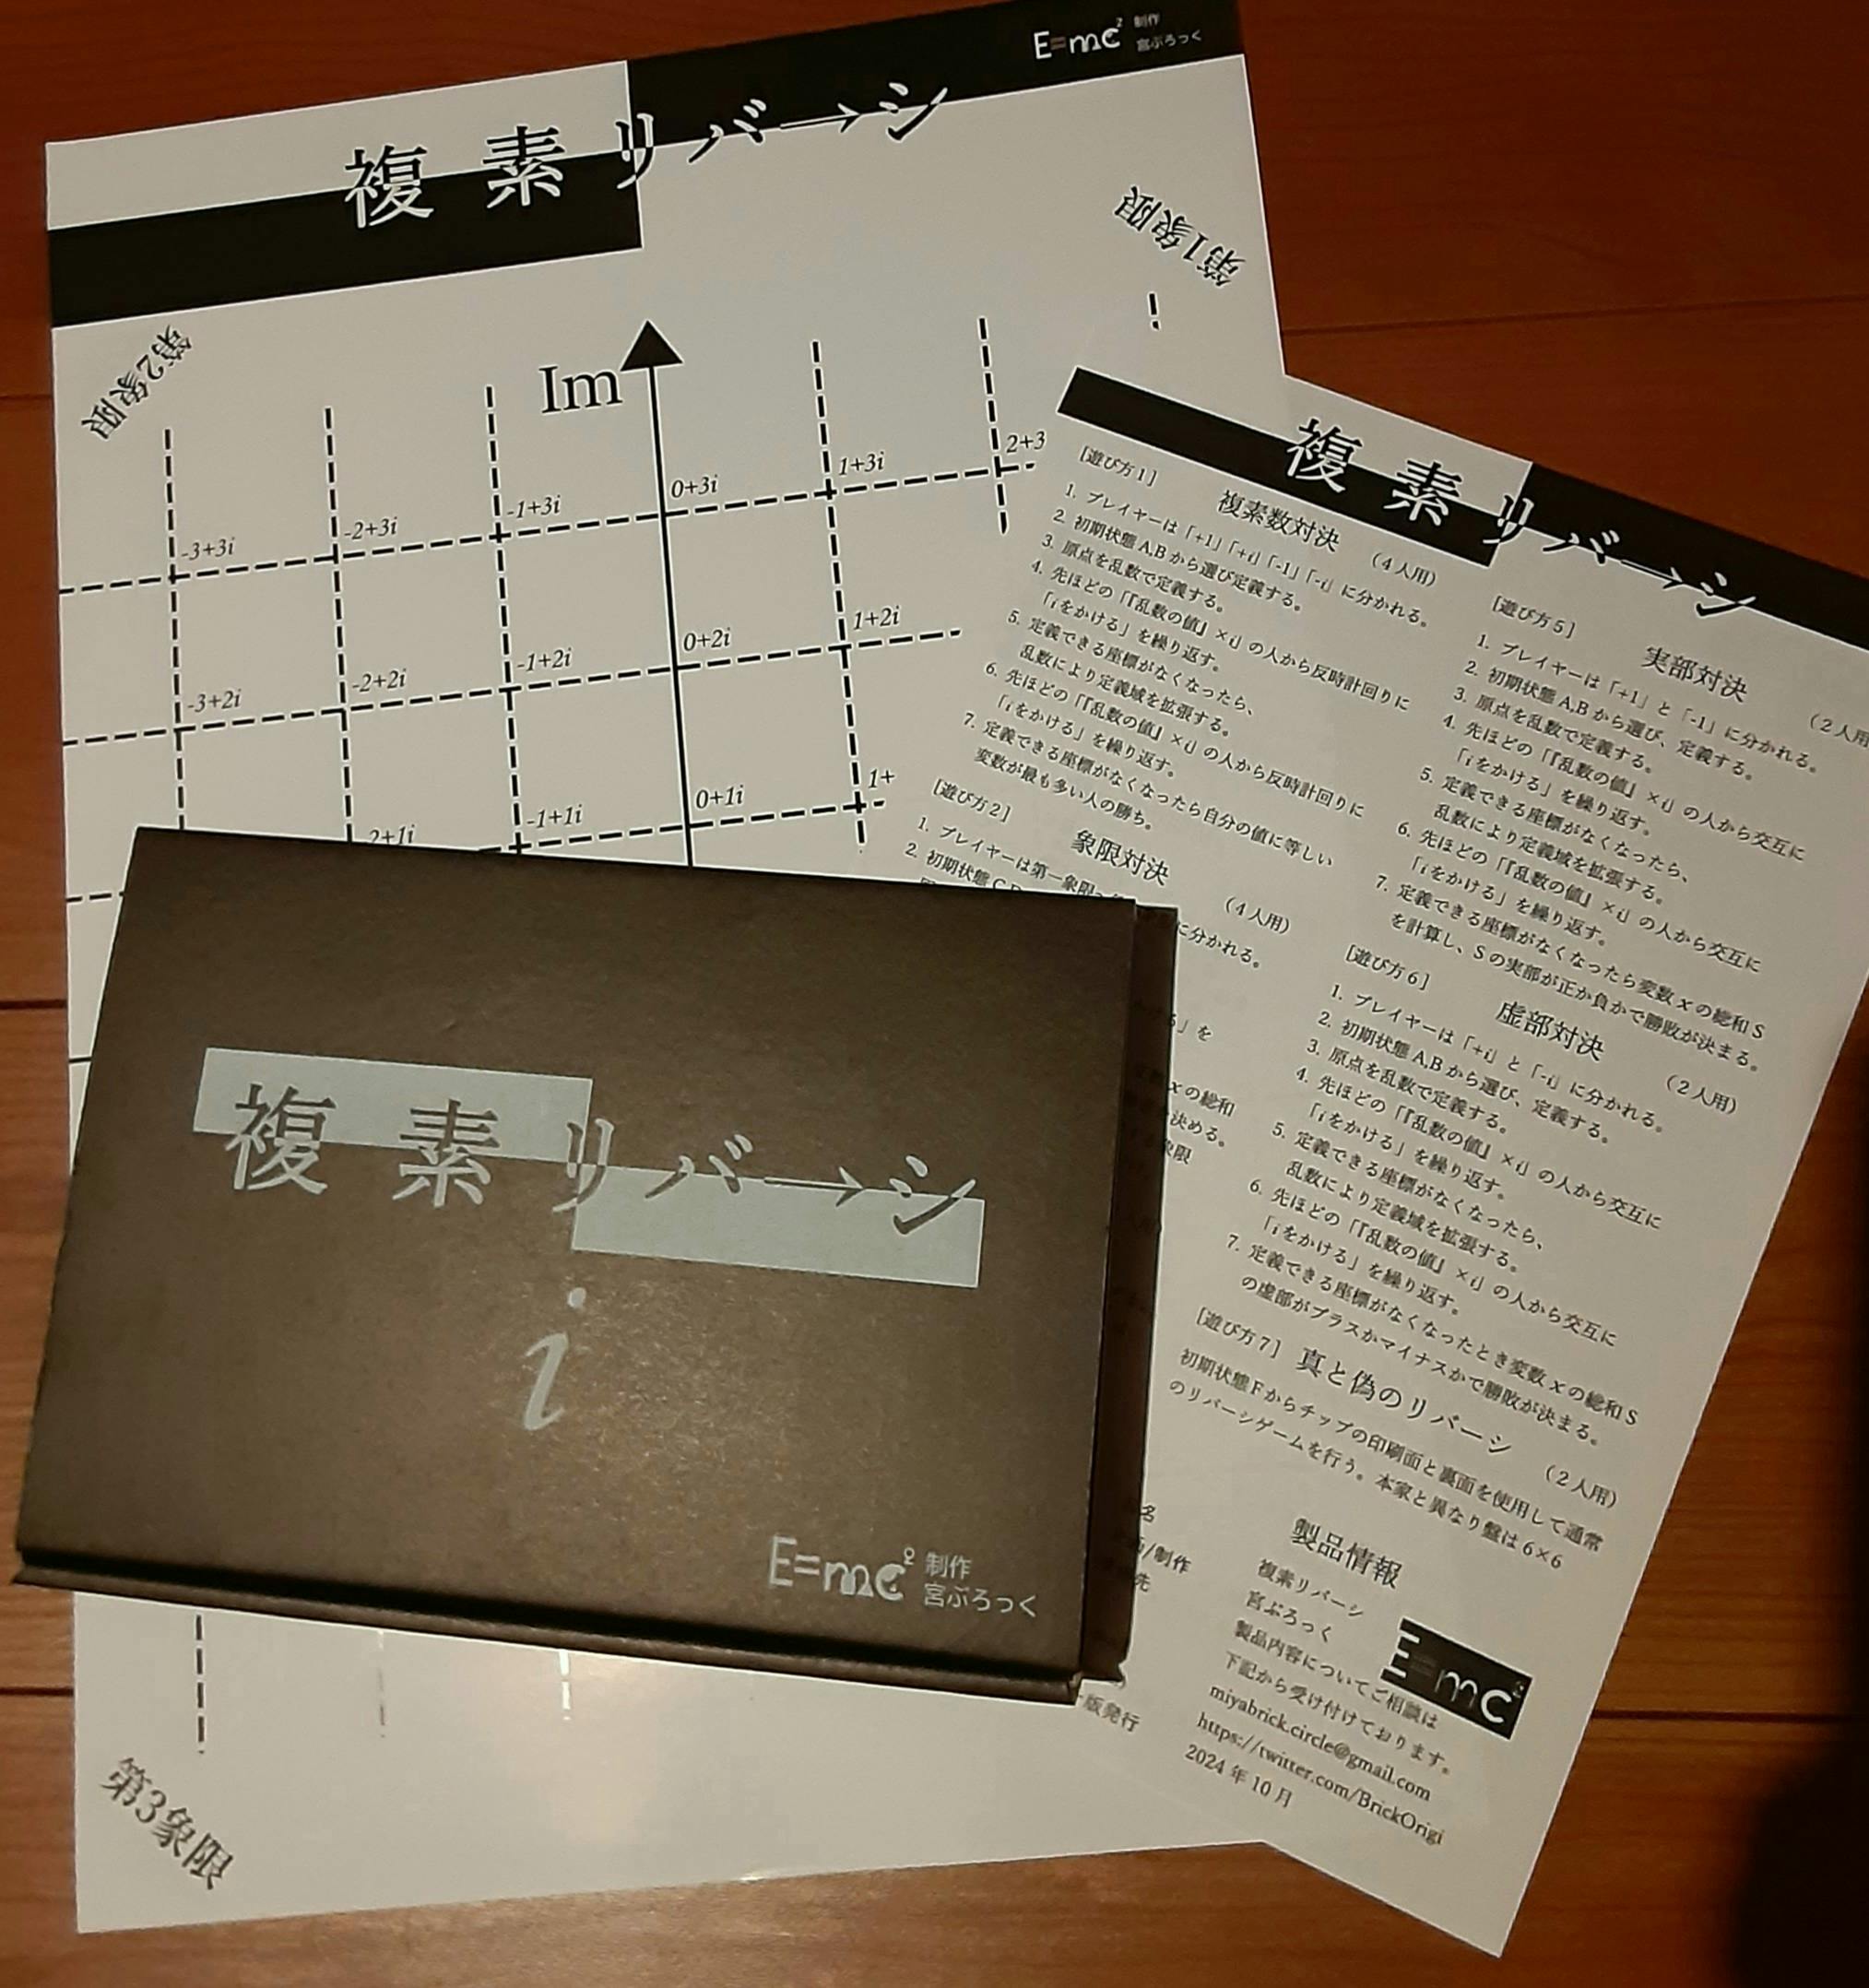 E=mc² 制作
宮ぶろっく
複素リバ→シ
第1象限
第2象限
Im
-3+3i
-2+3i
-1+3i
0+3i
1+3i
2+3
-3+2i
-2+2i
-1+2i
0+2i
1+2i
2+1i
-1+1i
0+1i
1+
第3象限
複素リバ→シ
i
E=mc² 制作
宮ぶろっく
複素リバ→シ
[遊び方1]
複素数対決 (4人用)
1. プレイヤーは「+1」「+i」「-1」「-i」に分かれる。
2. 初期状態 A,B から選び定義する。
3. 原点を乱数で定義する。
4. 先ほどの「『乱数の値』×i」の人から反時計回りに
「iをかける」を繰り返す。
5. 定義できる座標がなくなったら、
乱数により定義域を拡張する。
6. 先ほどの「『乱数の値』×i」の人から反時計回りに
「iをかける」を繰り返す。
7. 定義できる座標がなくなったら自分の値に等しい
変数が最も多い人の勝ち。
[遊び方2]
象限対決 (4人用)
1. プレイヤーは第一象限
に分かれる。
2. 初期状態 C
」を
xの総和
決める。
象限
名
/制作
先
版発行
[遊び方5]
実部対決 (2人用
1. プレイヤーは「+1」と「-1」に分かれる。
2. 初期状態 A,B から選び、定義する。
3. 原点を乱数で定義する。
4. 先ほどの「『乱数の値』×i」の人から交互に
「iをかける」を繰り返す。
5. 定義できる座標がなくなったら、
乱数により定義域を拡張する。
6. 先ほどの「『乱数の値』×i」の人から交互に
「iをかける」を繰り返す。
7. 定義できる座標がなくなったら変数 x の総和 S
を計算し、S の実部が正か負かで勝敗が決まる。
[遊び方6]
虚部対決 (2人用)
1. プレイヤーは「+i」と「-i」に分かれる。
2. 初期状態 A,B から選び、定義する。
3. 原点を乱数で定義する。
4. 先ほどの「『乱数の値』×i」の人から交互に
「iをかける」を繰り返す。
5. 定義できる座標がなくなったら、
乱数により定義域を拡張する。
6. 先ほどの「『乱数の値』×i」の人から交互に
「iをかける」を繰り返す。
7. 定義できる座標がなくなったとき変数 x の総和 S
の虚部がプラスかマイナスかで勝敗が決まる。
[遊び方7] 真と偽のリバーシ (2人用)
初期状態Fからチップの印刷面と裏面を使用して通常
のリバーシゲームを行う。本家と異なり盤は 6×6
製品情報
複素リバーシ
宮ぶろっく
製品内容についてご相談は
下記から受け付けております。
miyabrick.circle@gmail.com
https://twitter.com/BrickOrigi
2024年10月
E=mc²